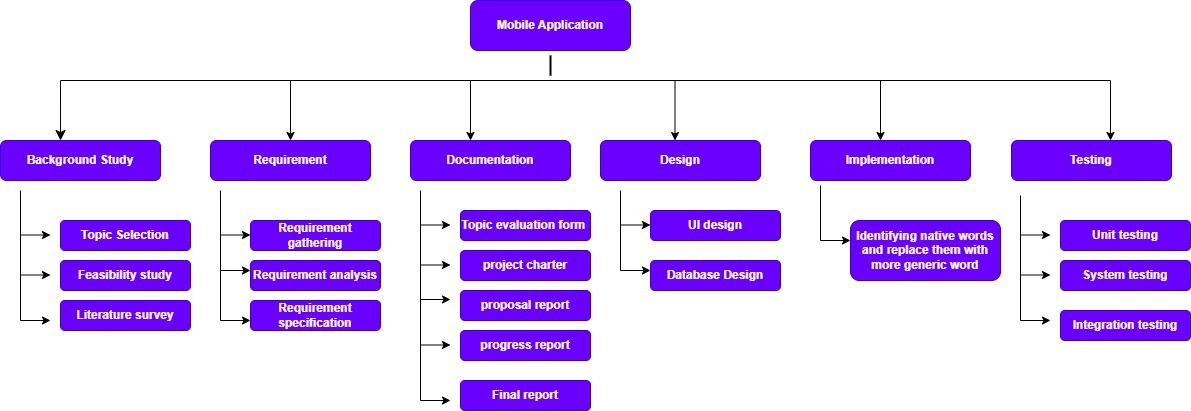 Mobile Application
Background Study
Requirement
Documentation
Design
Implementation
Testing
Topic Selection
Feasibility study
Literature survey
Requirement
gathering
Requirement analysis
Requirement
specification
Topic evaluation form
project charter
proposal report
progress report
Final report
UI design
Database Design
Identifying native words
and replace them with
more generic word
Unit testing
System testing
Integration testing